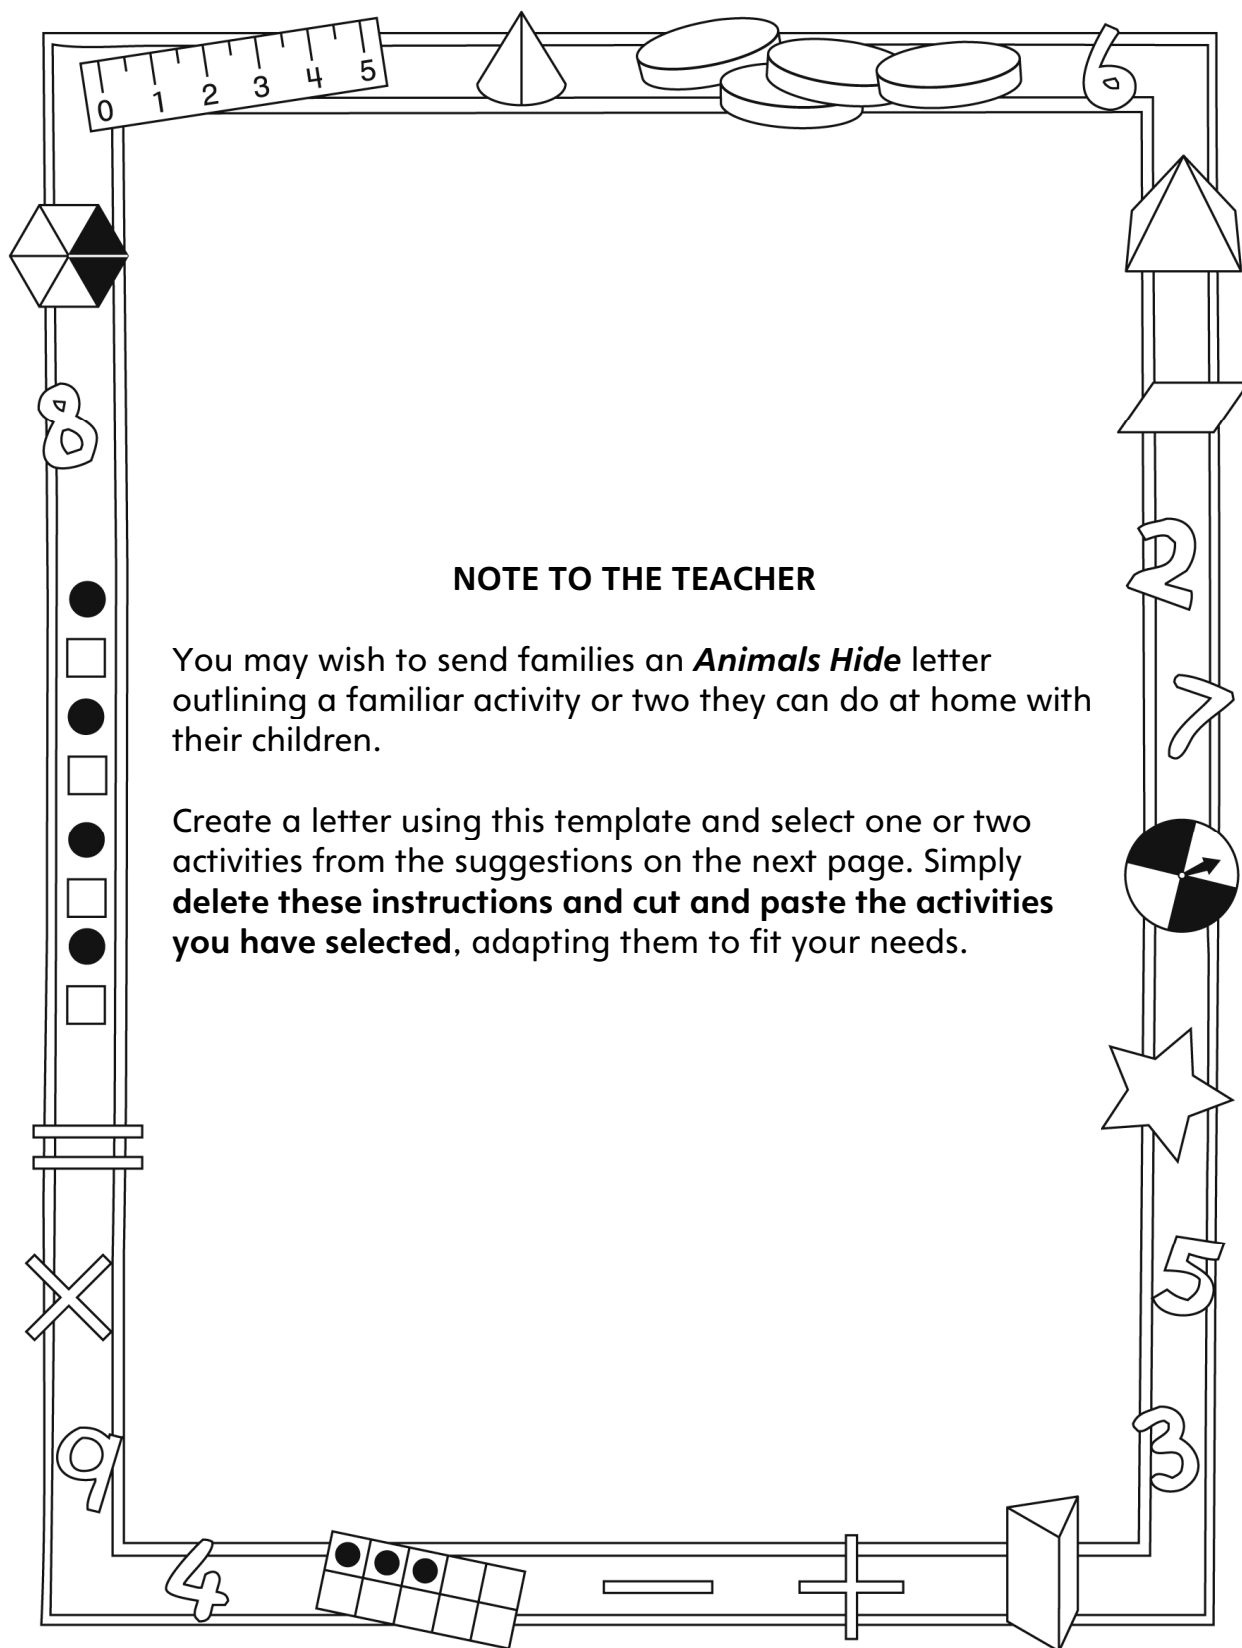 0 1 2 3 4 5
6
8
2
7
5
9
3
4
NOTE TO THE TEACHER
You may wish to send families an Animals Hide letter
outlining a familiar activity or two they can do at home with
their children.
Create a letter using this template and select one or two
activities from the suggestions on the next page. Simply
delete these instructions and cut and paste the activities
you have selected, adapting them to fit your needs.
=
×
− +